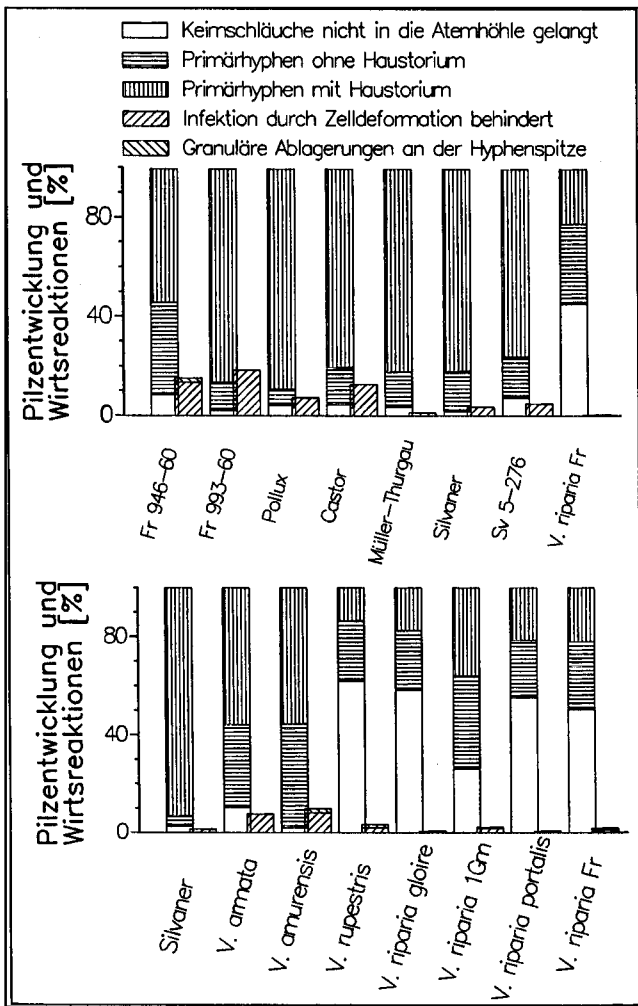 Keimschläuche nicht in die Atemhöhle gelangt
Primärhyphen ohne Haustorium
Primärhyphen mit Haustorium
Infektion durch Zelldeformation behindert
Granuläre Ablagerungen an der Hyphenspitze
Pilzentwicklung und
Wirtsreaktionen [%]
80
40
0
Fr 946-60
Fr 993-60
Pollux
Castor
Müller-Thurgau
Silvaner
Sv 5-276
V. riparia Fr
Pilzentwicklung und
Wirtsreaktionen [%]
80
40
0
Silvaner
V. armata
V. amurensis
V. rupestris
V. riparia gloire
V. riparia 1Gm
V. riparia portalis
V. riparia Fr